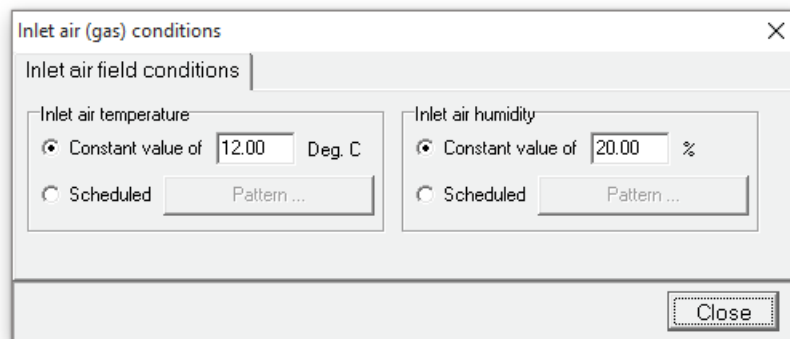 Inlet air (gas) conditions
Inlet air field conditions
Inlet air temperature
Constant value of 12.00 Deg. C
Scheduled Pattern ...
Inlet air humidity
Constant value of 20.00 %
Scheduled Pattern ...
Close